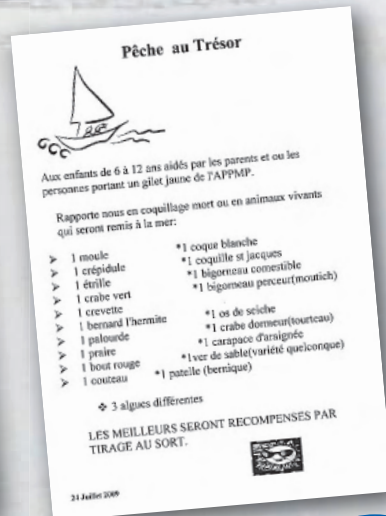 Pêche au Trésor
Aux enfants de 6 à 12 ans aidés par les parents et ou les
personnes portant un gilet jaune de l'APPMP.
Rapporte nous en coquillage mort ou en animaux vivants
qui seront remis à la mer:
➢ 1 moule *1 coque blanche
➢ 1 crépidule *1 coquille st jacques
➢ 1 étrille *1 bigorneau comestible
➢ 1 crabe vert *1 bigorneau perceur(moutich)
➢ 1 crevette
➢ 1 bernard l'hermite *1 os de seiche
➢ 1 palourde *1 crabe dormeur(tourteau)
➢ 1 praire *1 carapace d'araignée
➢ 1 bout rouge *1ver de sable(variété quelconque)
➢ 1 couteau *1 patelle (bernique)
❖ 3 algues différentes
LES MEILLEURS SERONT RECOMPENSÉS PAR
TIRAGE AU SORT.
24 Juillet 2009